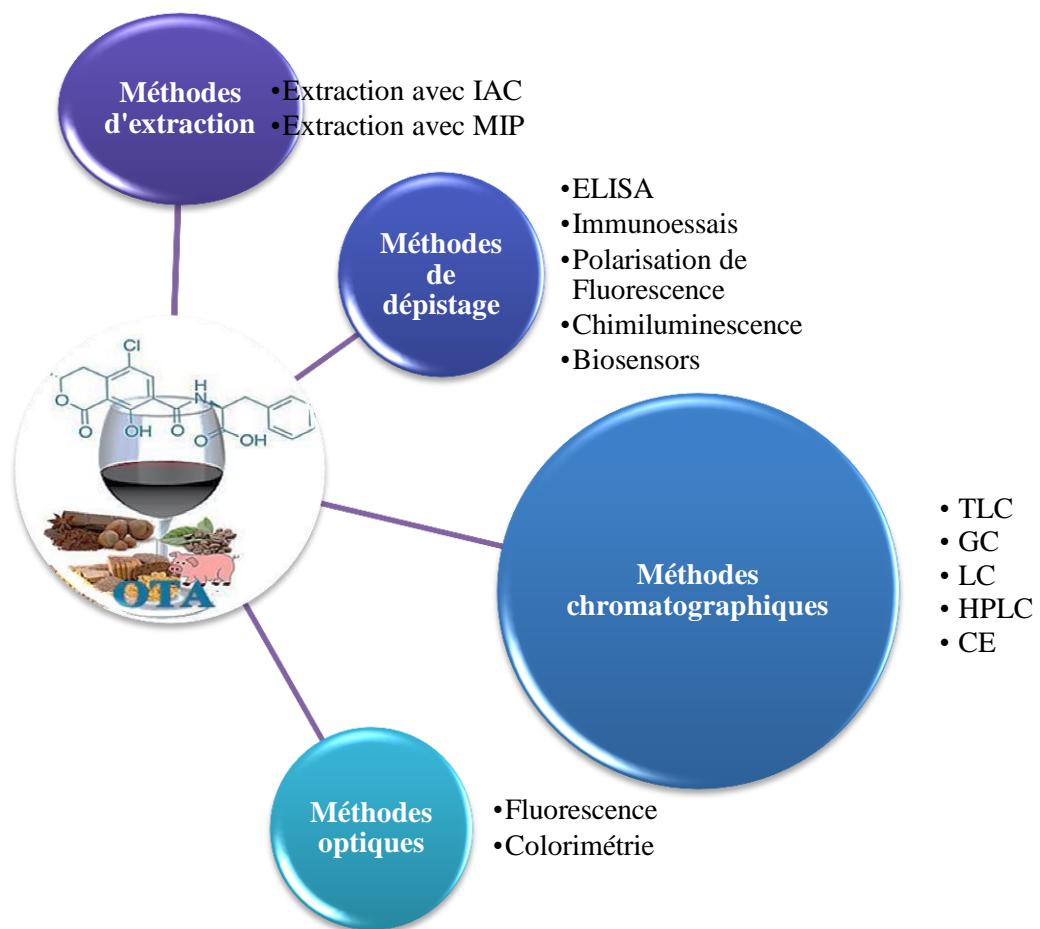 Méthodes
d'extraction
•Extraction avec IAC
•Extraction avec MIP
Méthodes
de
dépistage
•ELISA
•Immunoessais
•Polarisation de
Fluorescence
•Chimiluminescence
•Biosensors
Cl
O
O
OH
O
H
N
O
OH
OTA
Méthodes
chromatographiques
• TLC
• GC
• LC
• HPLC
• CE
Méthodes
optiques
•Fluorescence
•Colorimétrie